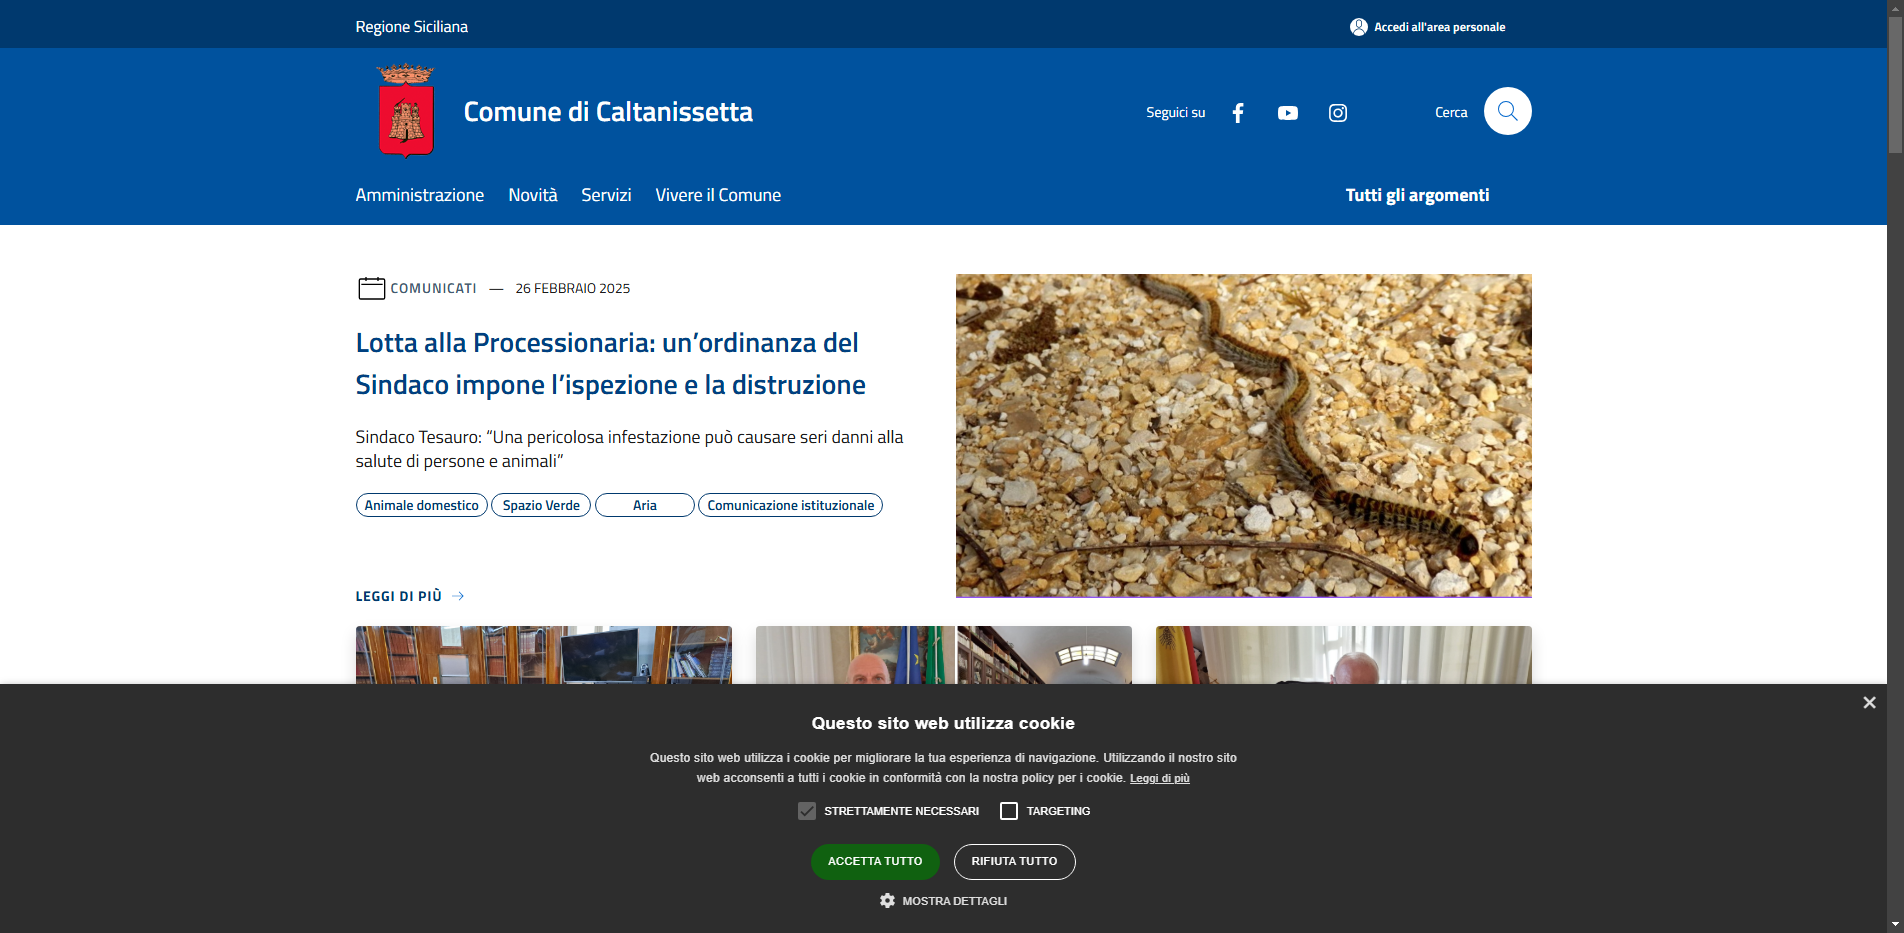 Regione Siciliana
Accedi all'area personale
Comune di Caltanissetta
Seguici su
Cerca
Amministrazione Novità Servizi Vivere il Comune
Tutti gli argomenti
COMUNICATI — 26 FEBBRAIO 2025
Lotta alla Processionaria: un’ordinanza del
Sindaco impone l’ispezione e la distruzione
Sindaco Tesauro: “Una pericolosa infestazione può causare seri danni alla
salute di persone e animali”
Animale domestico Spazio Verde Aria Comunicazione istituzionale
LEGGI DI PIÙ
Questo sito web utilizza cookie
Questo sito web utilizza i cookie per migliorare la tua esperienza di navigazione. Utilizzando il nostro sito
web acconsenti a tutti i cookie in conformità con la nostra policy per i cookie. Leggi di più
STRETTAMENTE NECESSARI TARGETING
ACCETTA TUTTO RIFIUTA TUTTO
MOSTRA DETTAGLI